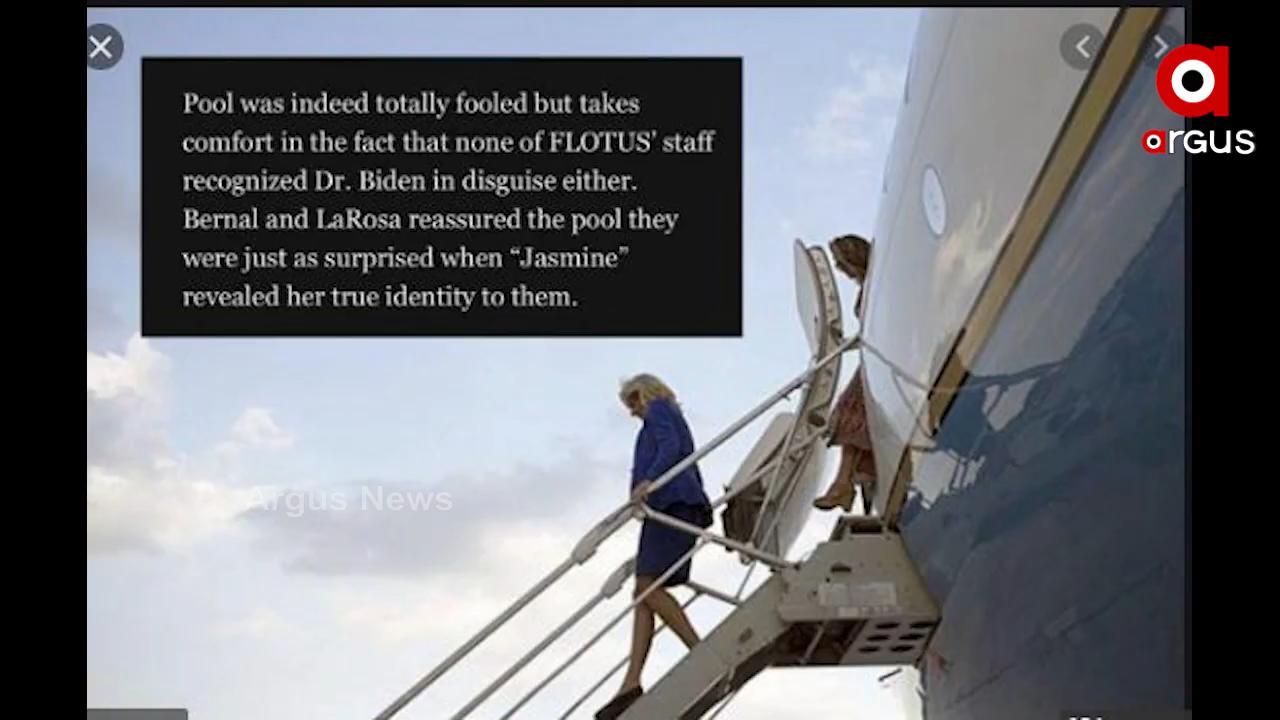 Pool was indeed totally fooled but takes
comfort in the fact that none of FLOTUS' staff
recognized Dr. Biden in disguise either.
Bernal and LaRosa reassured the pool they
were just as surprised when “Jasmine”
revealed her true identity to them.
a
arGus
Argus News